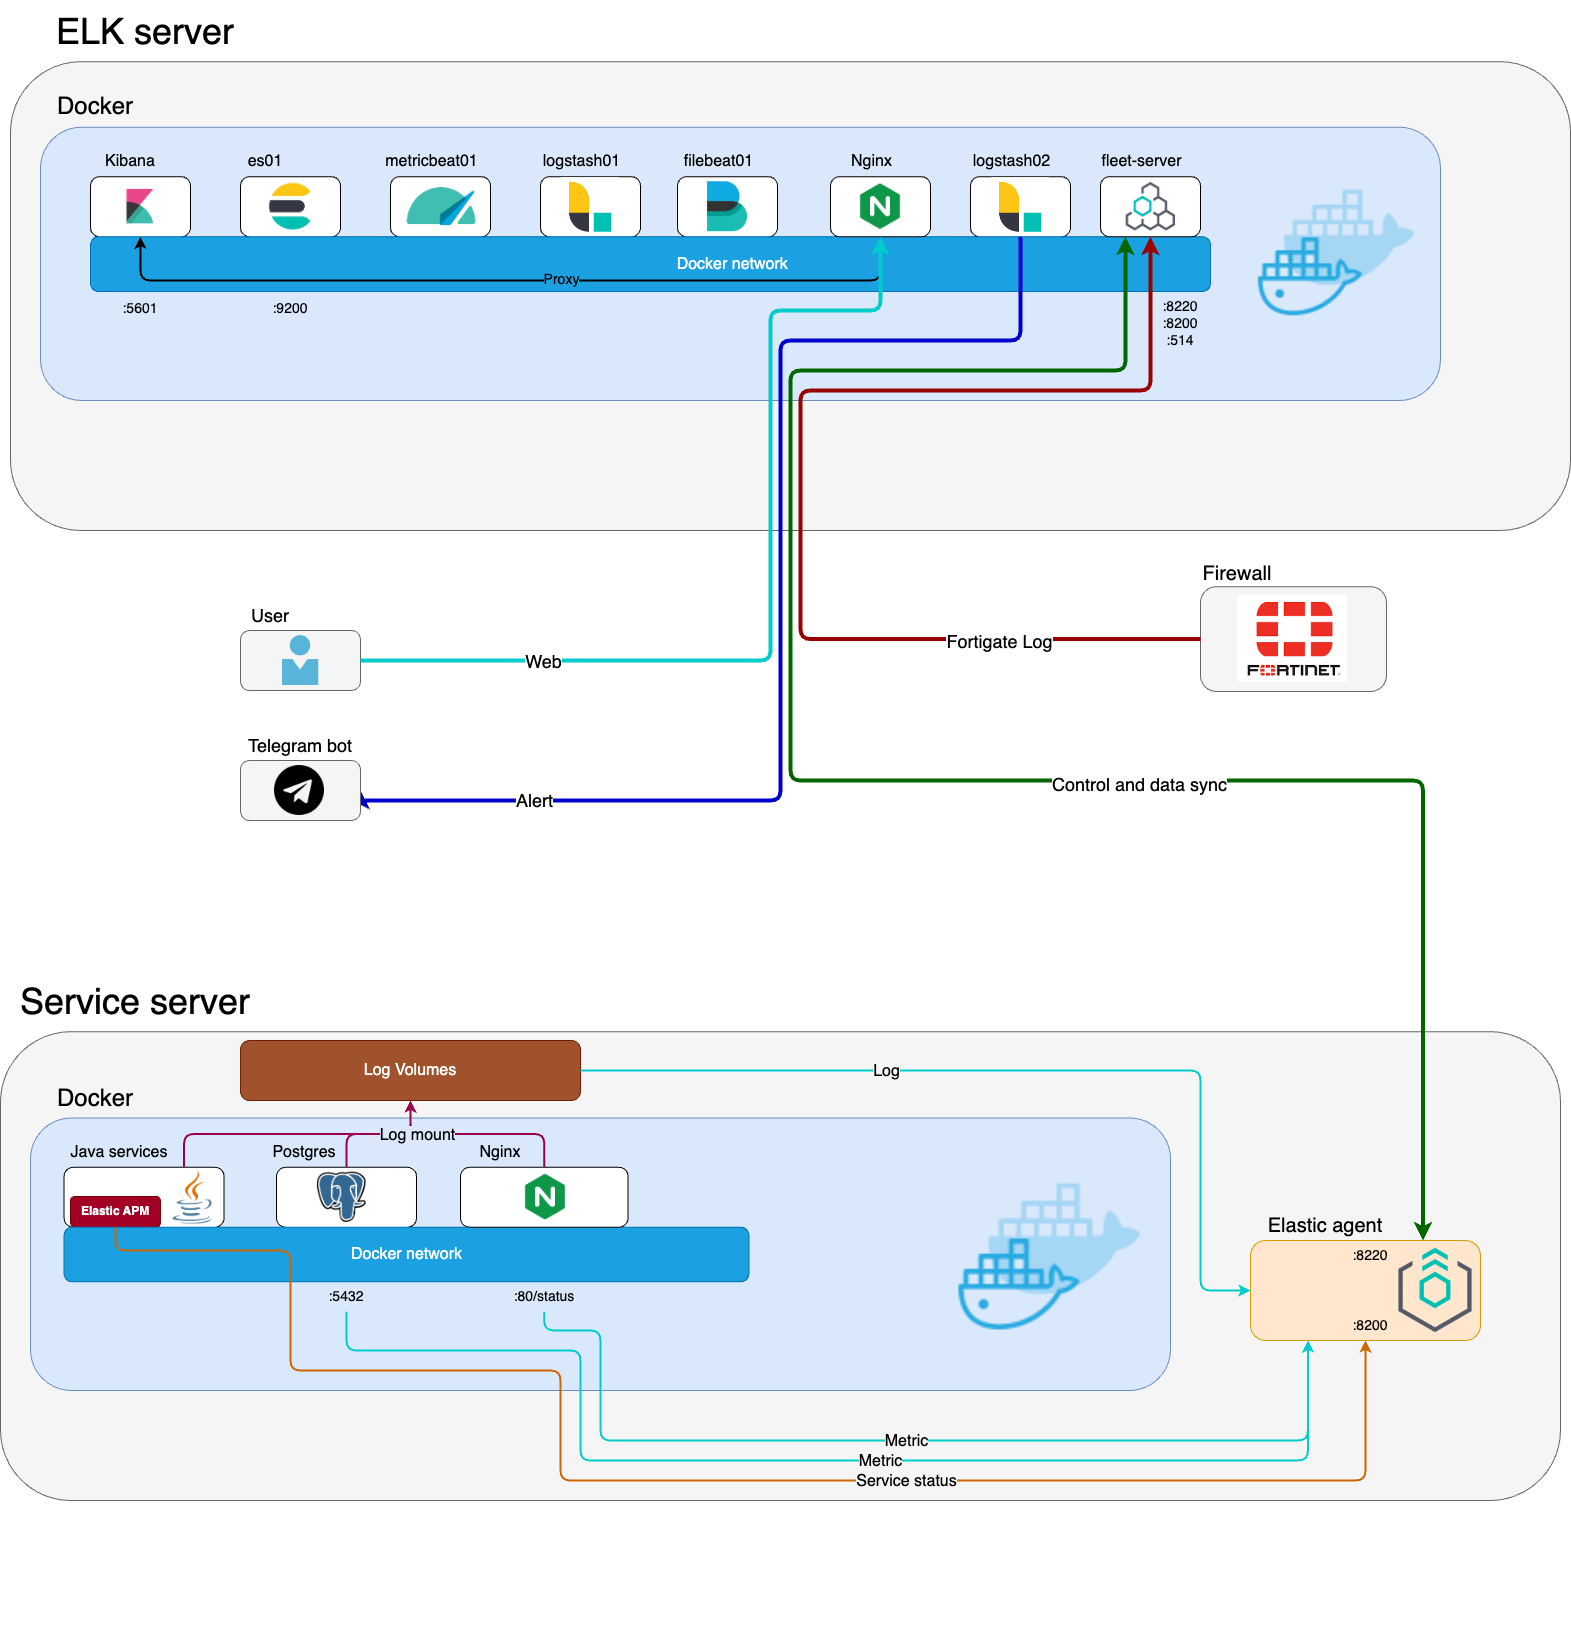 ELK server
Docker
Kibana
es01
metricbeat01
logstash01
filebeat01
Nginx
logstash02
fleet-server
Docker network
Proxy
:5601
:9200
:8220
:8200
:514
Firewall
FORTINET
User
Web
Fortigate Log
Telegram bot
Alert
Control and data sync
Service server
Log Volumes
Log
Docker
Log mount
Java services
Postgres
Nginx
Elastic APM
Docker network
:5432
:80/status
Elastic agent
:8220
:8200
Metric
Metric
Service status